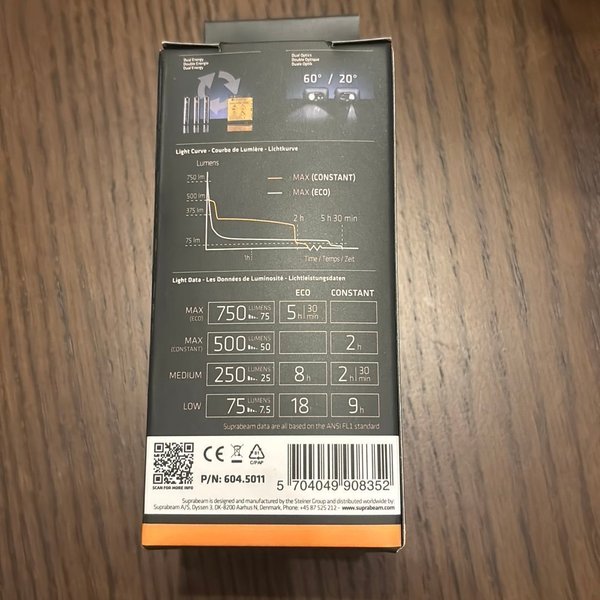 Dual Energy
Double Energie
Dual Energy
Dual Optics
Double Optique
Duale Optik
60° / 20°
Light Curve - Courbe de Lumière - Lichtkurve
Lumens
750 lm
MAX (CONSTANT)
500 lm
MAX (ECO)
375 lm
2 h
5 h 30 min
75 lm
1h
Time / Temps / Zeit
Light Data - Les Données de Luminosité - Lichtleistungsdaten
ECO CONSTANT
MAX (ECO) 750 LUMENS 75 5 h 30 min
MAX (CONSTANT) 500 LUMENS 50 2 h
MEDIUM 250 LUMENS 25 8 h 2 h 30 min
LOW 75 LUMENS 7.5 18 9 h
Suprabeam data are all based on the ANSI FL1 standard
SCAN FOR MORE INFO
CE
C/PAP
P/N: 604.5011
5 704049 908352
Suprabeam is designed and manufactured by the Steiner Group and distributed worldwide by
Suprabeam A/S, Dyssen 3, DK-8200 Aarhus N, Denmark, Phone: +45 87 525 212 - www.suprabeam.com